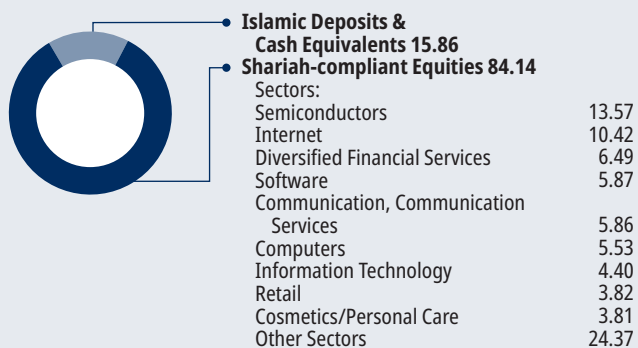 Islamic Deposits &
Cash Equivalents 15.86
Shariah-compliant Equities 84.14
Sectors:
Semiconductors 13.57
Internet 10.42
Diversified Financial Services 6.49
Software 5.87
Communication, Communication
Services 5.86
Computers 5.53
Information Technology 4.40
Retail 3.82
Cosmetics/Personal Care 3.81
Other Sectors 24.37